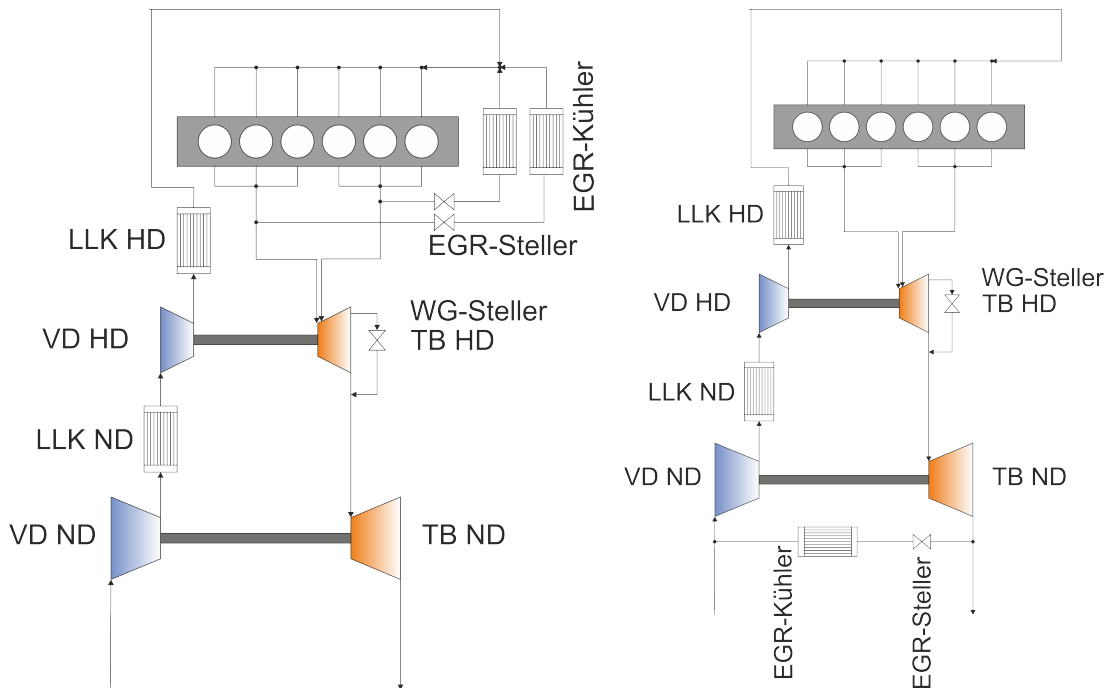 EGR-Kühler
LLK HD
EGR-Steller
VD HD
WG-Steller
TB HD
LLK ND
VD ND
TB ND
LLK HD
VD HD
WG-Steller
TB HD
LLK ND
VD ND
TB ND
EGR-Kühler
EGR-Steller